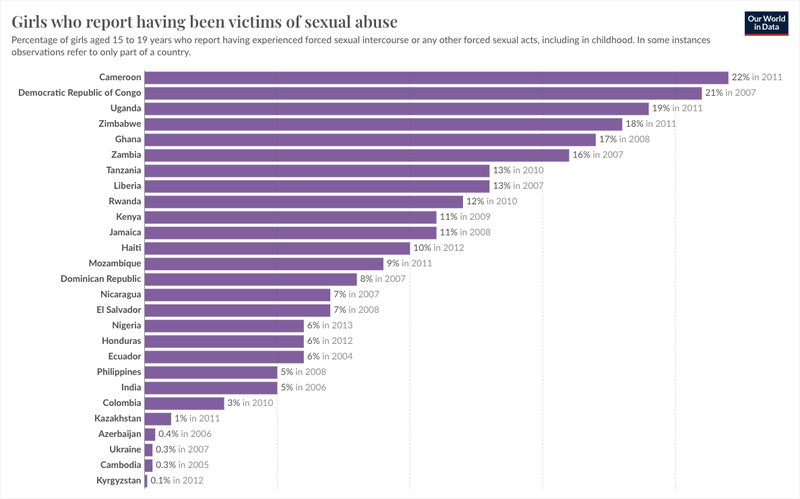 Girls who report having been victims of sexual abuse
Our World
in Data
Percentage of girls aged 15 to 19 years who report having experienced forced sexual intercourse or any other forced sexual acts, including in childhood. In some instances
observations refer to only part of a country.
Cameroon 22% in 2011
Democratic Republic of Congo 21% in 2007
Uganda 19% in 2011
Zimbabwe 18% in 2011
Ghana 17% in 2008
Zambia 16% in 2007
Tanzania 13% in 2010
Liberia 13% in 2007
Rwanda 12% in 2010
Kenya 11% in 2009
Jamaica 11% in 2008
Haiti 10% in 2012
Mozambique 9% in 2011
Dominican Republic 8% in 2007
Nicaragua 7% in 2007
El Salvador 7% in 2008
Nigeria 6% in 2013
Honduras 6% in 2012
Ecuador 6% in 2004
Philippines 5% in 2008
India 5% in 2006
Colombia 3% in 2010
Kazakhstan 1% in 2011
Azerbaijan 0.4% in 2006
Ukraine 0.3% in 2007
Cambodia 0.3% in 2005
Kyrgyzstan 0.1% in 2012